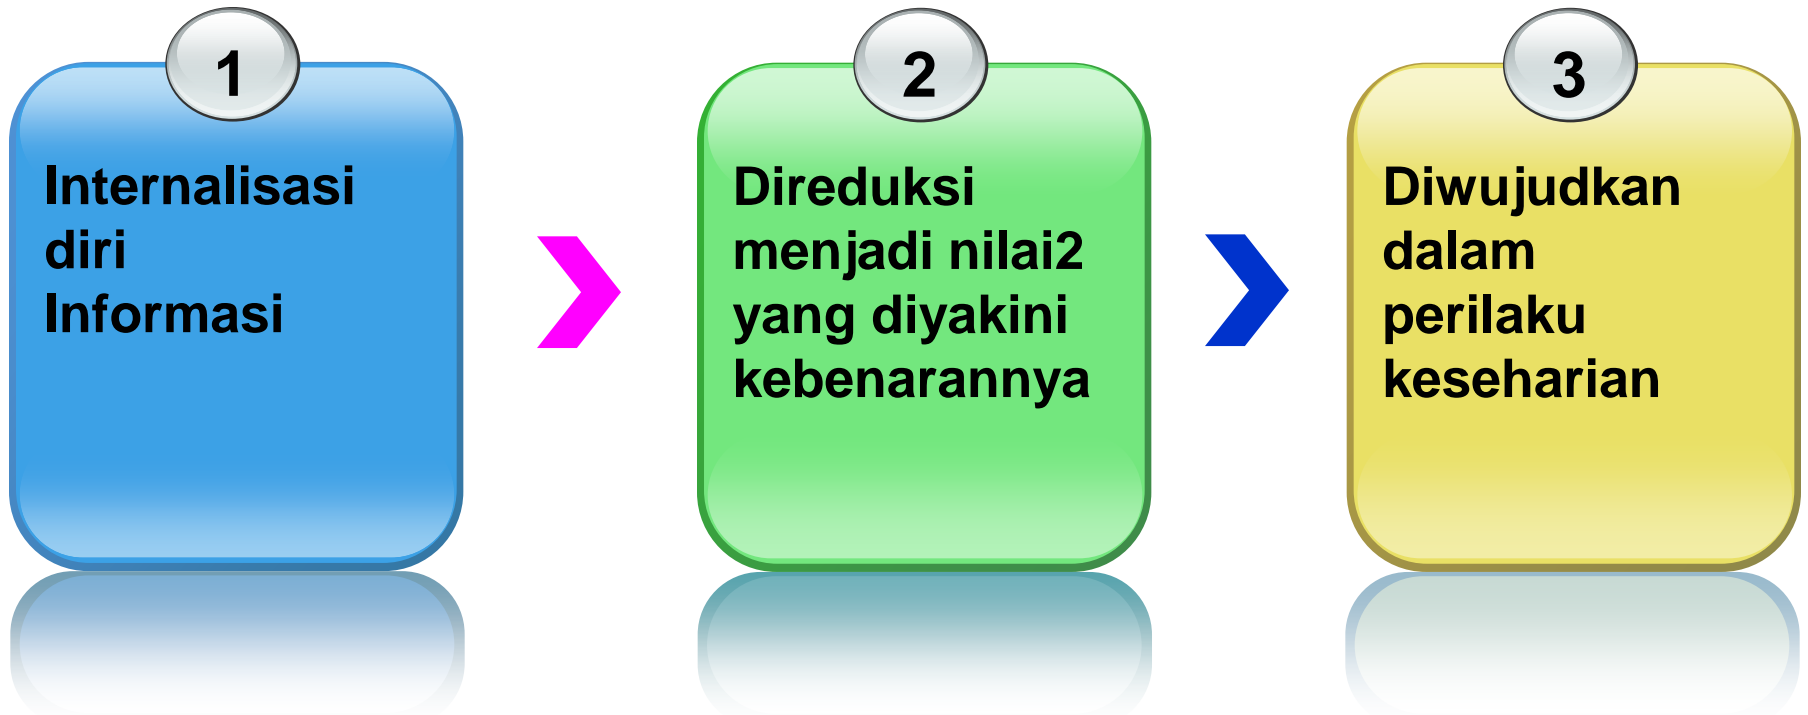 1
Internalisasi
diri
Informasi
2
Direduksi
menjadi nilai2
yang diyakini
kebenarannya
3
Diwujudkan
dalam
perilaku
keseharian